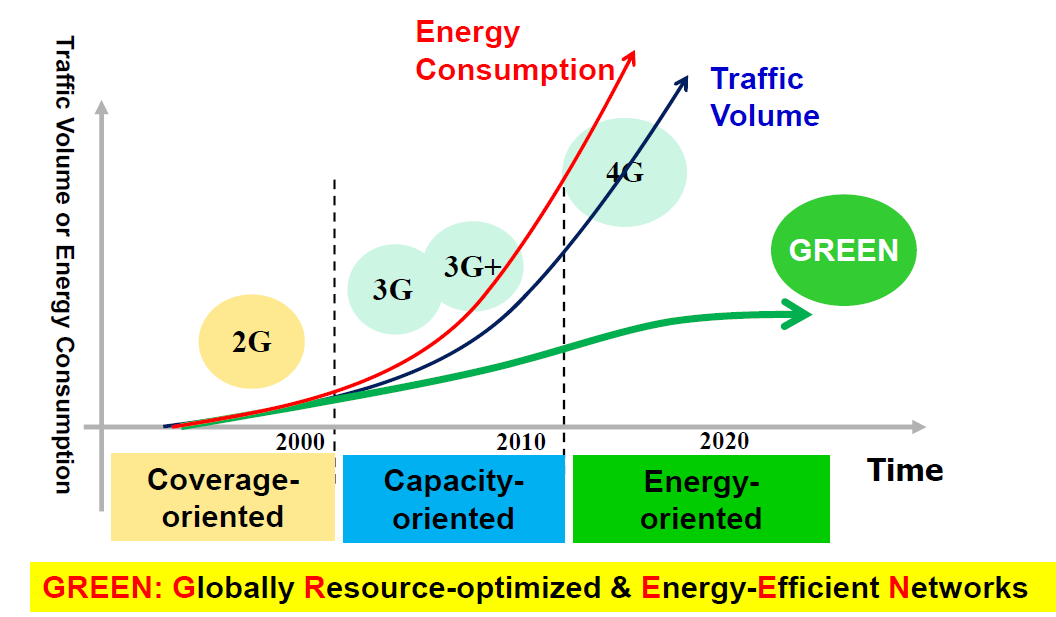 Traffic Volume or Energy Consumption
Energy
Consumption
Traffic
Volume
4G
GREEN
3G+
3G
2G
2000
2010
2020
Time
Coverage-
oriented
Capacity-
oriented
Energy-
oriented
GREEN: Globally Resource-optimized & Energy-Efficient Networks